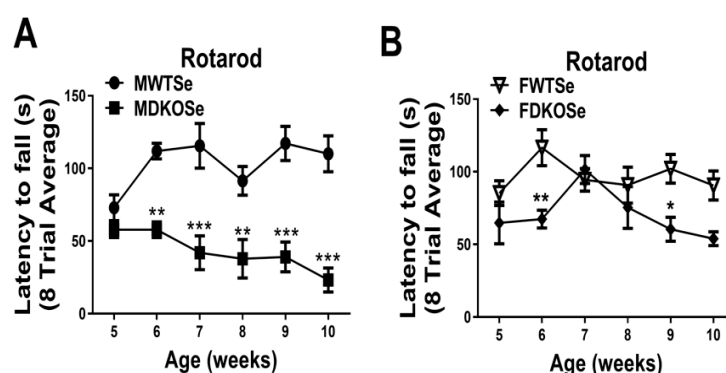 A
Rotarod
MWTSe
MDKOSe
Latency to fall (s)
(8 Trial Average)
150
100
50
0
**
***
**
***
***
5 6 7 8 9 10
Age (weeks)
B
Rotarod
FWTSe
FDKOSe
Latency to fall (s)
(8 Trial Average)
150
100
50
0
**
*
5 6 7 8 9 10
Age (weeks)